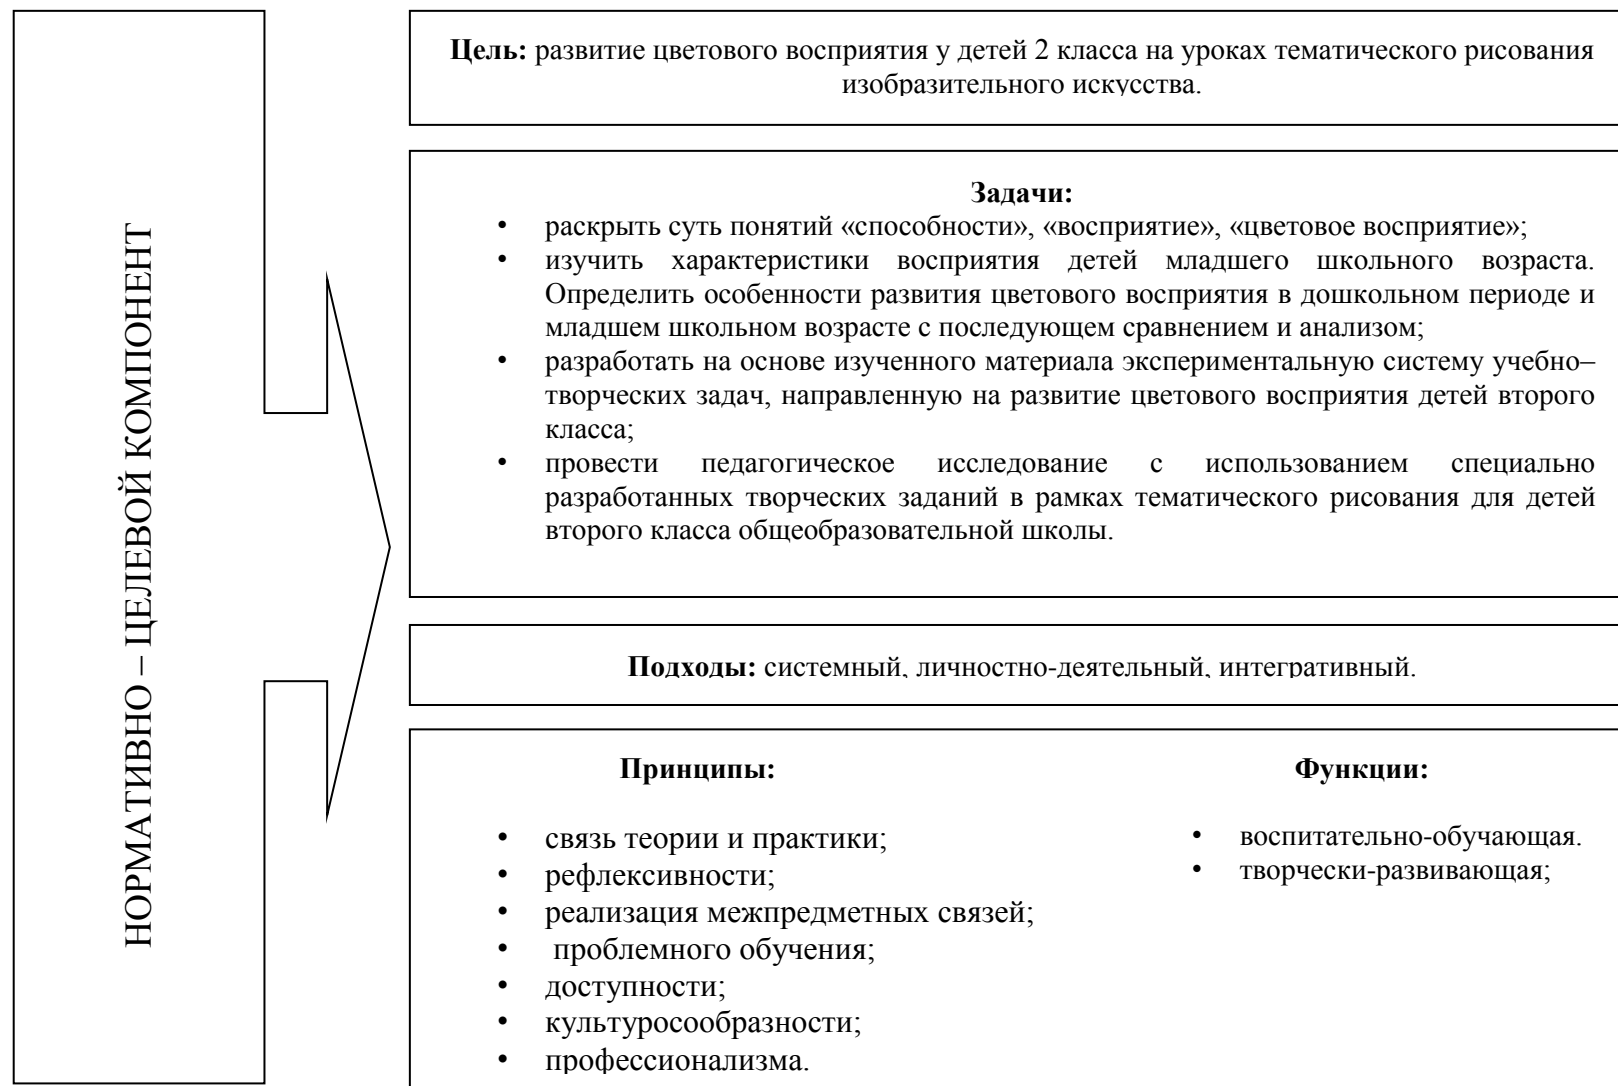 НОРМАТИВНО – ЦЕЛЕВОЙ КОМПОНЕНТ
Цель: развитие цветового восприятия у детей 2 класса на уроках тематического рисования
изобразительного искусства.
Задачи:
• раскрыть суть понятий «способности», «восприятие», «цветовое восприятие»;
• изучить характеристики восприятия детей младшего школьного возраста.
Определить особенности развития цветового восприятия в дошкольном периоде и
младшем школьном возрасте с последующем сравнением и анализом;
• разработать на основе изученного материала экспериментальную систему учебно–
творческих задач, направленную на развитие цветового восприятия детей второго
класса;
• провести педагогическое исследование с использованием специально
разработанных творческих заданий в рамках тематического рисования для детей
второго класса общеобразовательной школы.
Подходы: системный, личностно-деятельный, интегративный.
Принципы:
• связь теории и практики;
• рефлексивности;
• реализация межпредметных связей;
• проблемного обучения;
• доступности;
• культуросообразности;
• профессионализма.
Функции:
• воспитательно-обучающая.
• творчески-развивающая;